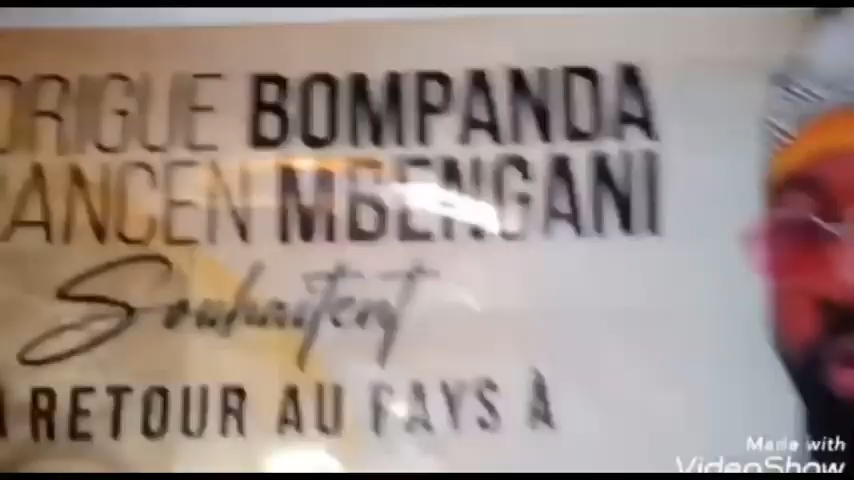 ORIGUE BOMPANDA
ANCEN MBENGANI
Souhaitent
RETOUR AU PAYS À
Made with
VideoShow